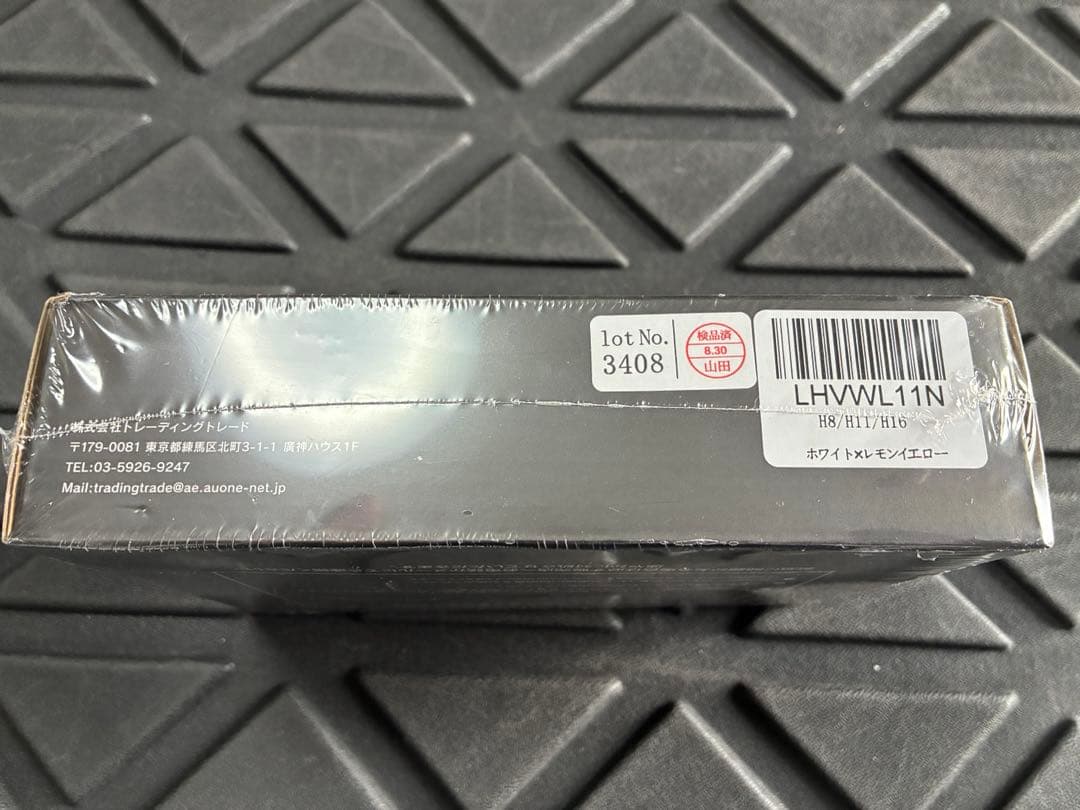 lot No.
3408
検品済
8.30
山田
LHVWL11N
H8/H11/H16
ホワイト×レモンイエロー
株式会社トレーディングトレード
〒179-0081 東京都練馬区北町3-1-1 廣神ハウス1F
TEL:03-5926-9247
Mail:tradingtrade@ae.auone-net.jp